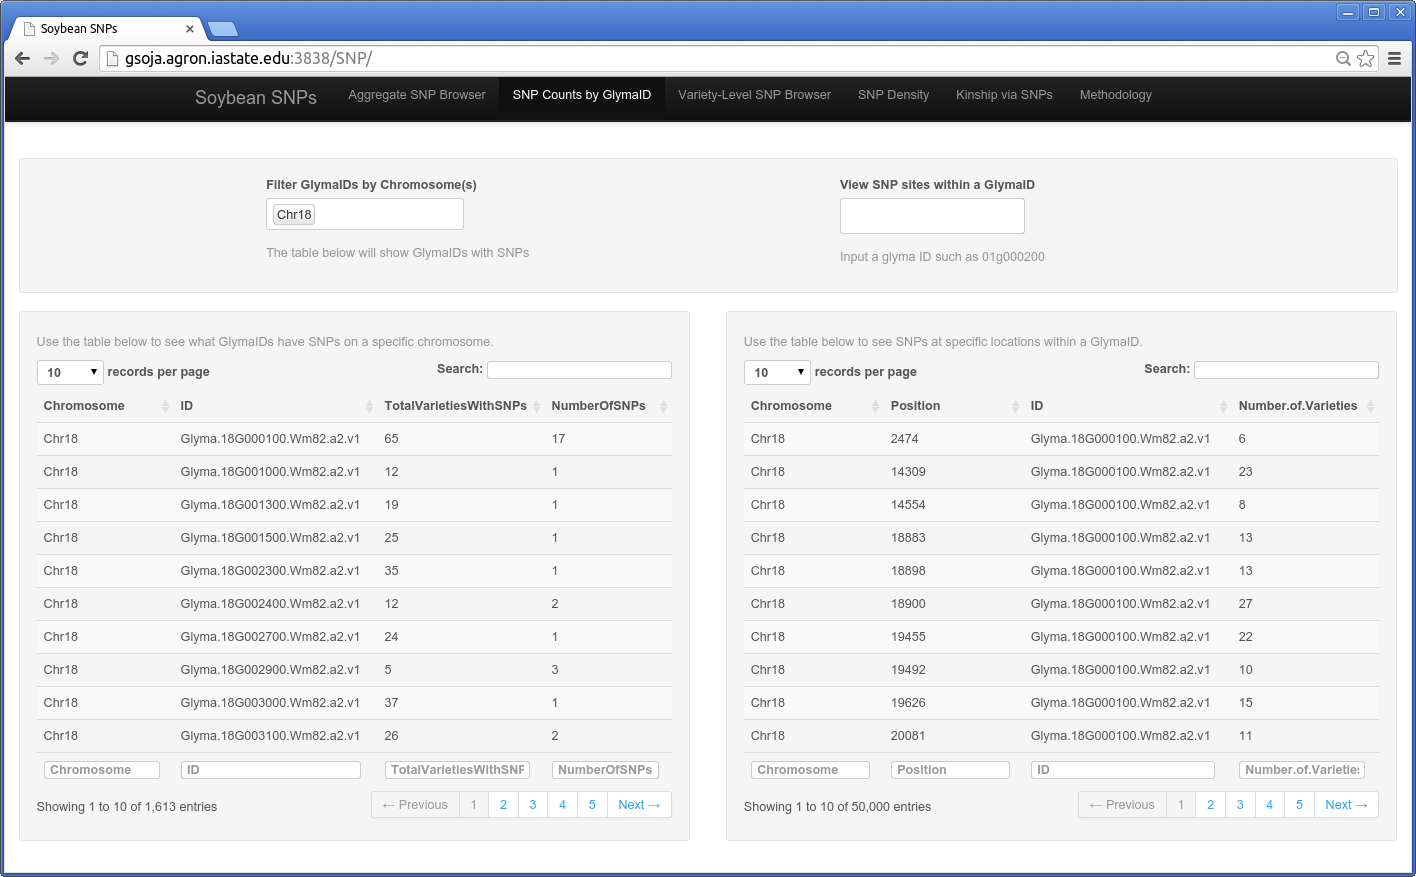 Soybean SNPs
gsoja.agron.iastate.edu:3838/SNP/
Soybean SNPs Aggregate SNP Browser SNP Counts by GlymaID Variety-Level SNP Browser SNP Density Kinship via SNPs Methodology
Filter GlymaIDs by Chromosome(s)
Chr18
The table below will show GlymaIDs with SNPs
View SNP sites within a GlymaID
Input a glyma ID such as 01g000200
Use the table below to see what GlymaIDs have SNPs on a specific chromosome.
10 records per page Search:
Chromosome ID TotalVarietiesWithSNPs NumberOfSNPs
Chr18 Glyma.18G000100.Wm82.a2.v1 65 17
Chr18 Glyma.18G001000.Wm82.a2.v1 12 1
Chr18 Glyma.18G001300.Wm82.a2.v1 19 1
Chr18 Glyma.18G001500.Wm82.a2.v1 25 1
Chr18 Glyma.18G002300.Wm82.a2.v1 35 1
Chr18 Glyma.18G002400.Wm82.a2.v1 12 2
Chr18 Glyma.18G002700.Wm82.a2.v1 24 1
Chr18 Glyma.18G002900.Wm82.a2.v1 5 3
Chr18 Glyma.18G003000.Wm82.a2.v1 37 1
Chr18 Glyma.18G003100.Wm82.a2.v1 26 2
Chromosome ID TotalVarietiesWithSNP NumberOfSNPs
Showing 1 to 10 of 1,613 entries ← Previous 1 2 3 4 5 Next →
Use the table below to see SNPs at specific locations within a GlymaID.
10 records per page Search:
Chromosome Position ID Number.of.Varieties
Chr18 2474 Glyma.18G000100.Wm82.a2.v1 6
Chr18 14309 Glyma.18G000100.Wm82.a2.v1 23
Chr18 14554 Glyma.18G000100.Wm82.a2.v1 8
Chr18 18883 Glyma.18G000100.Wm82.a2.v1 13
Chr18 18898 Glyma.18G000100.Wm82.a2.v1 13
Chr18 18900 Glyma.18G000100.Wm82.a2.v1 27
Chr18 19455 Glyma.18G000100.Wm82.a2.v1 22
Chr18 19492 Glyma.18G000100.Wm82.a2.v1 10
Chr18 19626 Glyma.18G000100.Wm82.a2.v1 15
Chr18 20081 Glyma.18G000100.Wm82.a2.v1 11
Chromosome Position ID Number.of.Varieties
Showing 1 to 10 of 50,000 entries ← Previous 1 2 3 4 5 Next →